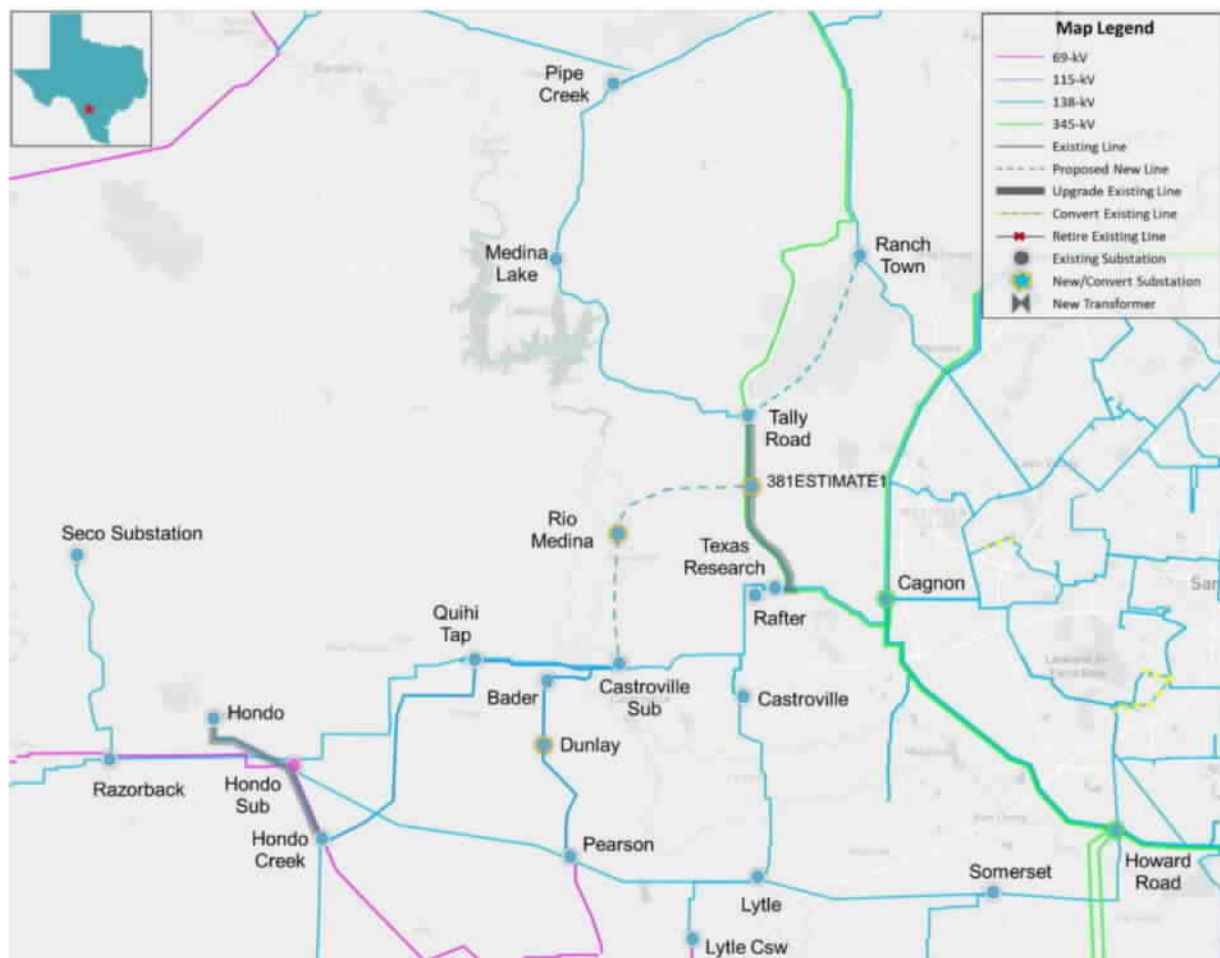 Map Legend
69-kV
115-kV
138-kV
345-kV
Existing Line
Proposed New Line
Upgrade Existing Line
Convert Existing Line
Retire Existing Line
Existing Substation
New/Convert Substation
New Transformer
Pipe
Creek
Medina
Lake
Ranch
Town
Tally
Road
381ESTIMATE1
Rio
Medina
Seco Substation
Texas
Research
Rafter
Cagnon
Quihi
Tap
Bader
Castroville
Sub
Castroville
Hondo
Dunlay
Razorback
Hondo
Sub
Hondo
Creek
Pearson
Lytle
Somerset
Howard
Road
Lytle Csw